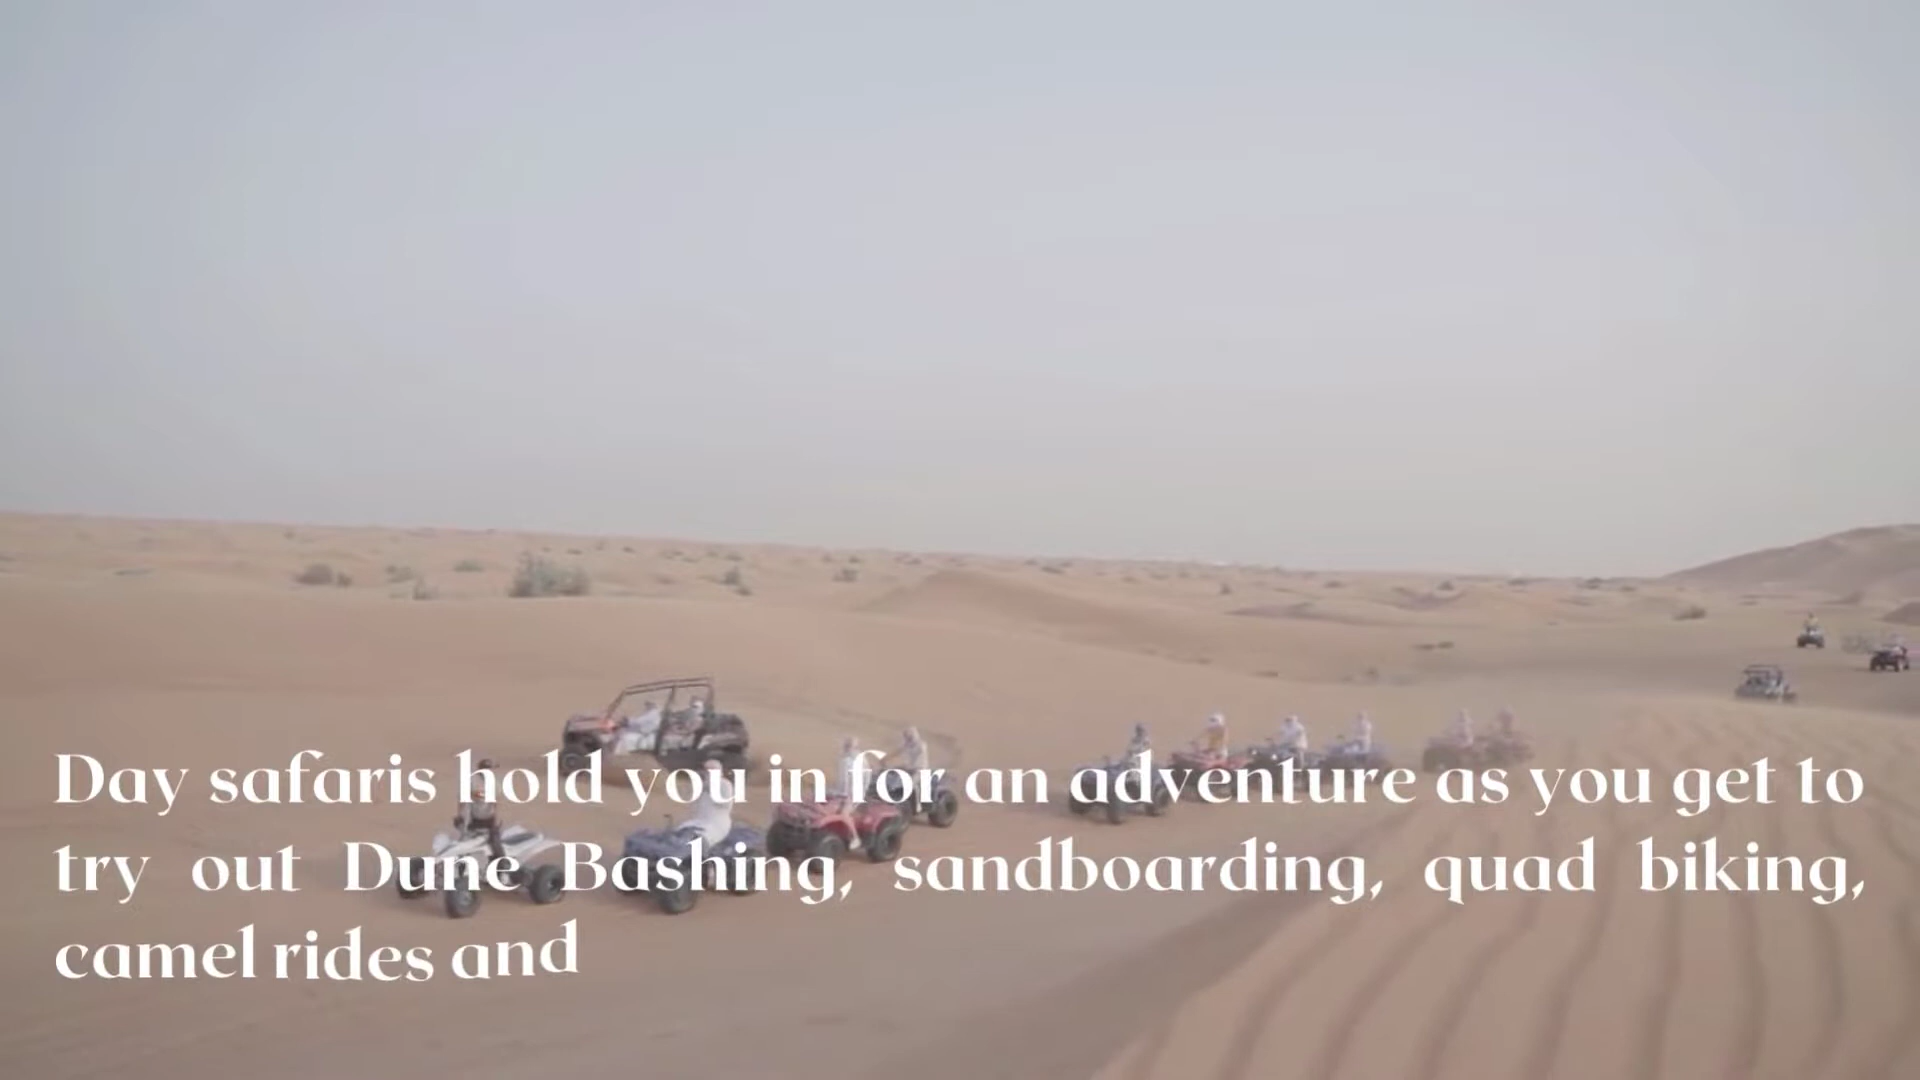 Day safaris hold you in for an adventure as you get to
try out Dune Bashing, sandboarding, quad biking,
camel rides and